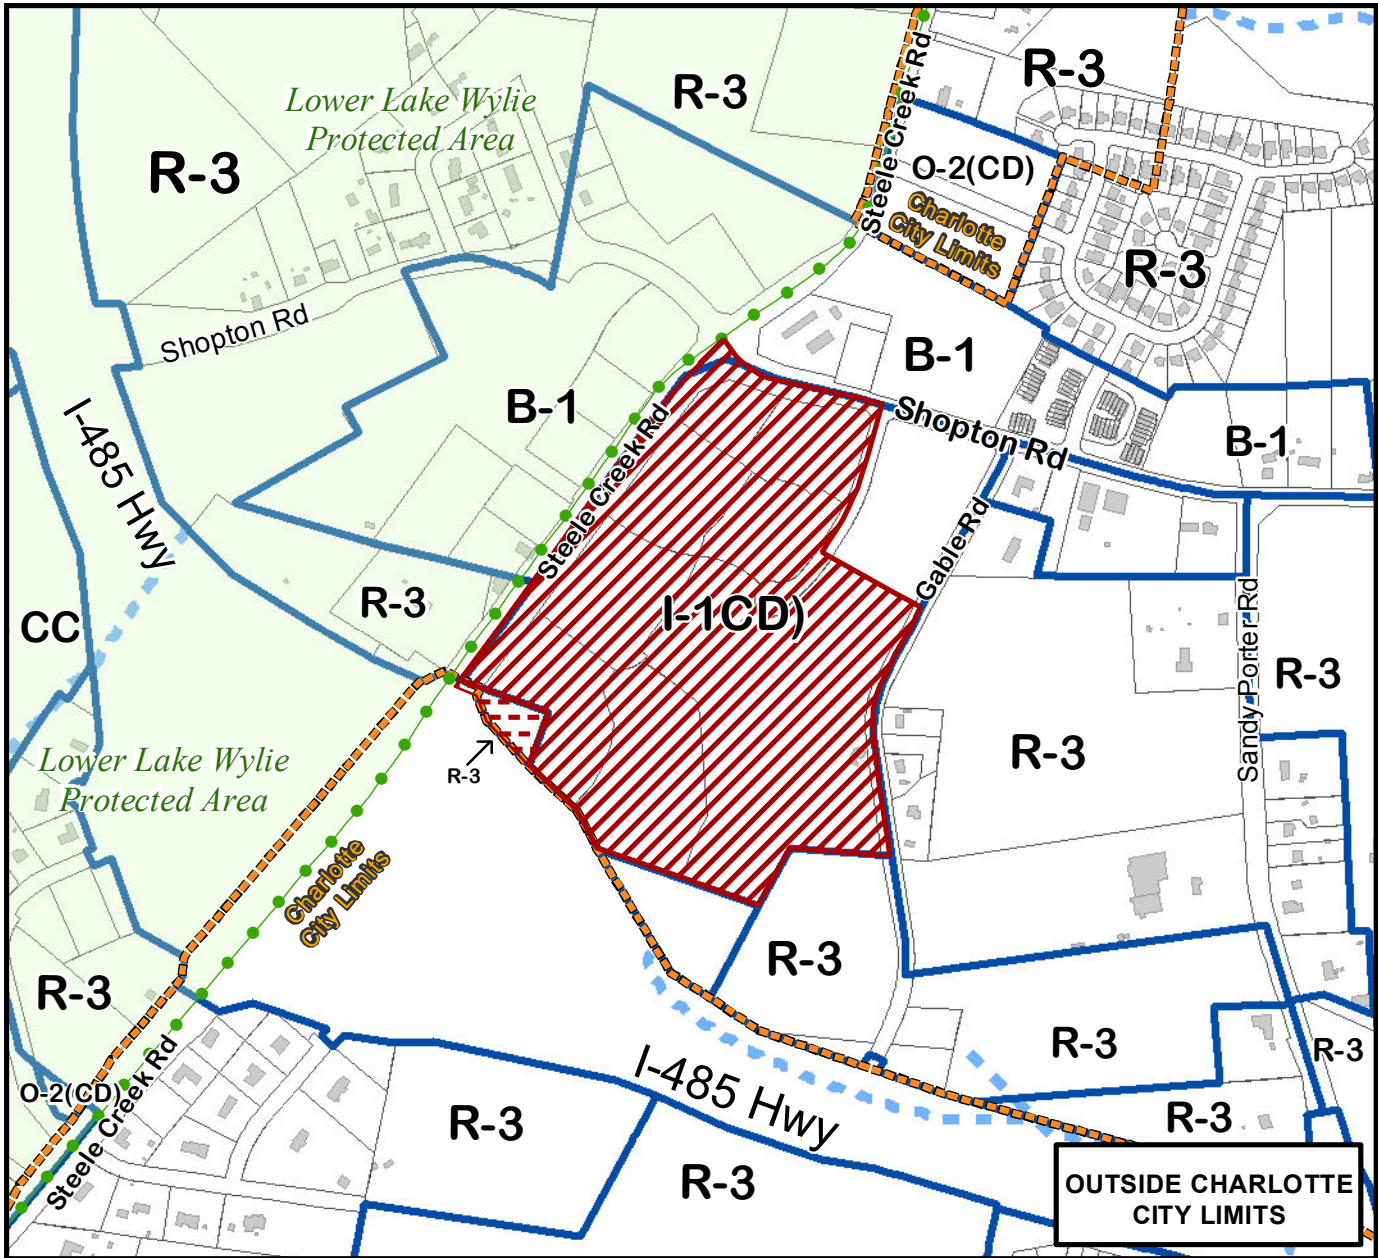 R-3
Steele Creek Rd
R-3
Lower Lake Wylie
Protected Area
R-3
O-2(CD)
Charlotte
City Limits
R-3
Shopton Rd
B-1
B-1
Shopton Rd
B-1
I-485 Hwy
Steele Creek Rd
Gable Rd
R-3
I-1CD)
CC
Sandy Porter Rd
R-3
R-3
R-3
Lower Lake Wylie
Protected Area
Charlotte
City Limits
R-3
R-3
R-3
R-3
I-485 Hwy
O-2(CD)
Steele Creek Rd
R-3
R-3
R-3
OUTSIDE CHARLOTTE
CITY LIMITS